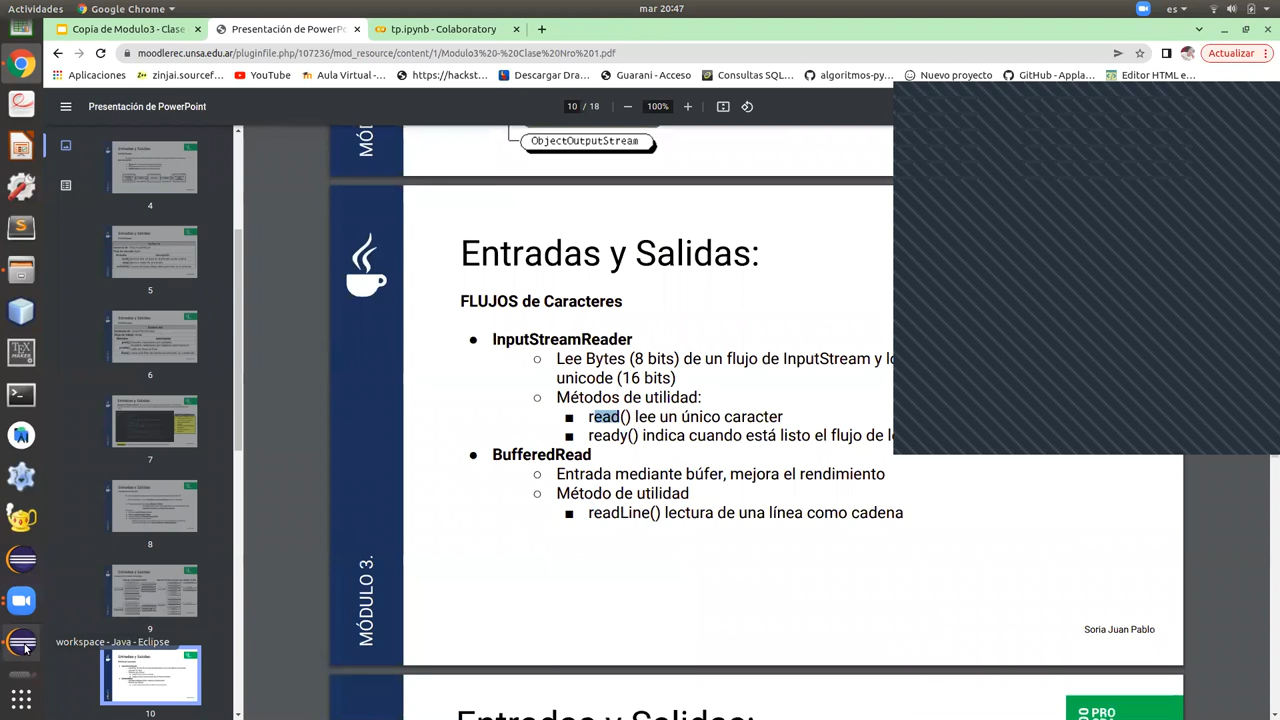 Actividades
Google Chrome
mar 20:47
es
Copia de Modulo3 - Clase
Presentación de PowerPo
tp.ipynb - Colaboratory
moodlerec.unsa.edu.ar/pluginfile.php/107236/mod_resource/content/1/Modulo3%20-%20Clase%20Nro%201.pdf
Actualizar
Aplicaciones
zinjai.sourcef...
YouTube
Aula Virtual -...
https://hackst...
Descargar Dra...
Guarani - Acceso
Consultas SQL...
algoritmos-py...
Nuevo proyecto
GitHub - Appla...
Editor HTML e...
Presentación de PowerPoint
10 / 18
100%
4
5
6
7
8
9
10
workspace - Java - Eclipse
ObjectOutputStream
Entradas y Salidas:
FLUJOS de Caracteres
● InputStreamReader
○ Lee Bytes (8 bits) de un flujo de InputStream y lo
unicode (16 bits)
○ Métodos de utilidad:
■ read() lee un único caracter
■ ready() indica cuando está listo el flujo de le
● BufferedRead
○ Entrada mediante búfer, mejora el rendimiento
○ Método de utilidad
■ readLine() lectura de una línea como cadena
MÓDULO 3.
Soria Juan Pablo
Entradas y Salidas:
PRO